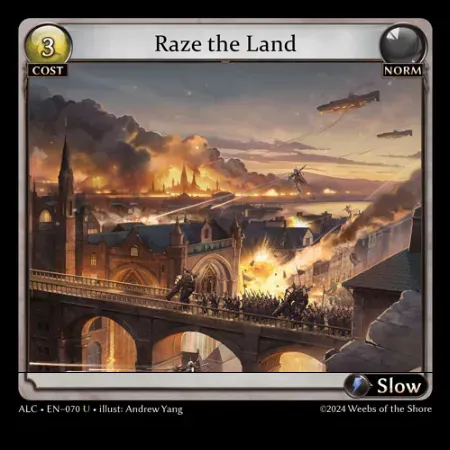 3
COST
Raze the Land
NORM
Slow
ALC • EN–070 U • illust: Andrew Yang
©2024 Weebs of the Shore